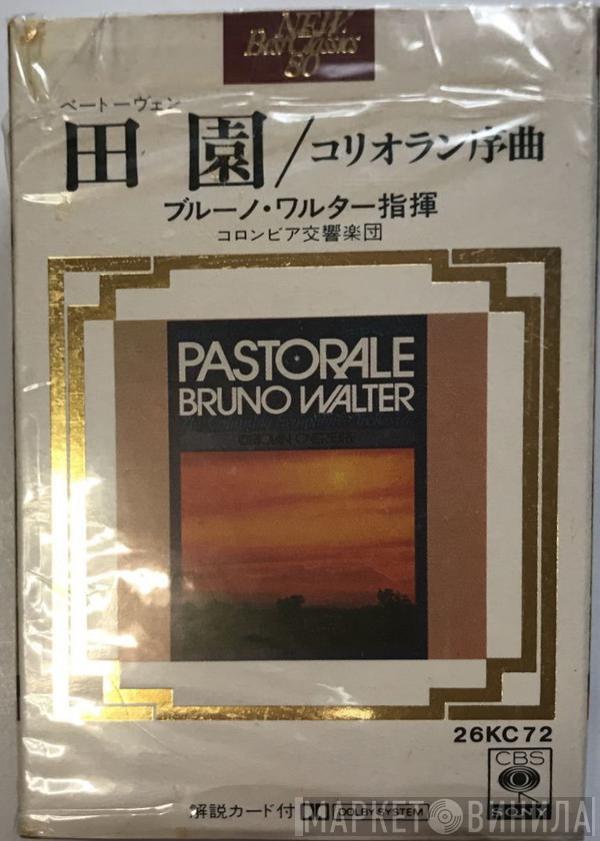 NEW
Best Classics
50
ベートーヴェン
田園/コリオラン序曲
ブルーノ・ワルター指揮
コロンビア交響楽団
PASTORALE
BRUNO WALTER
26KC72
CBS
SONY
解説カード付 DOLBY SYSTEM
МАРКЕТ ВИНИЛА